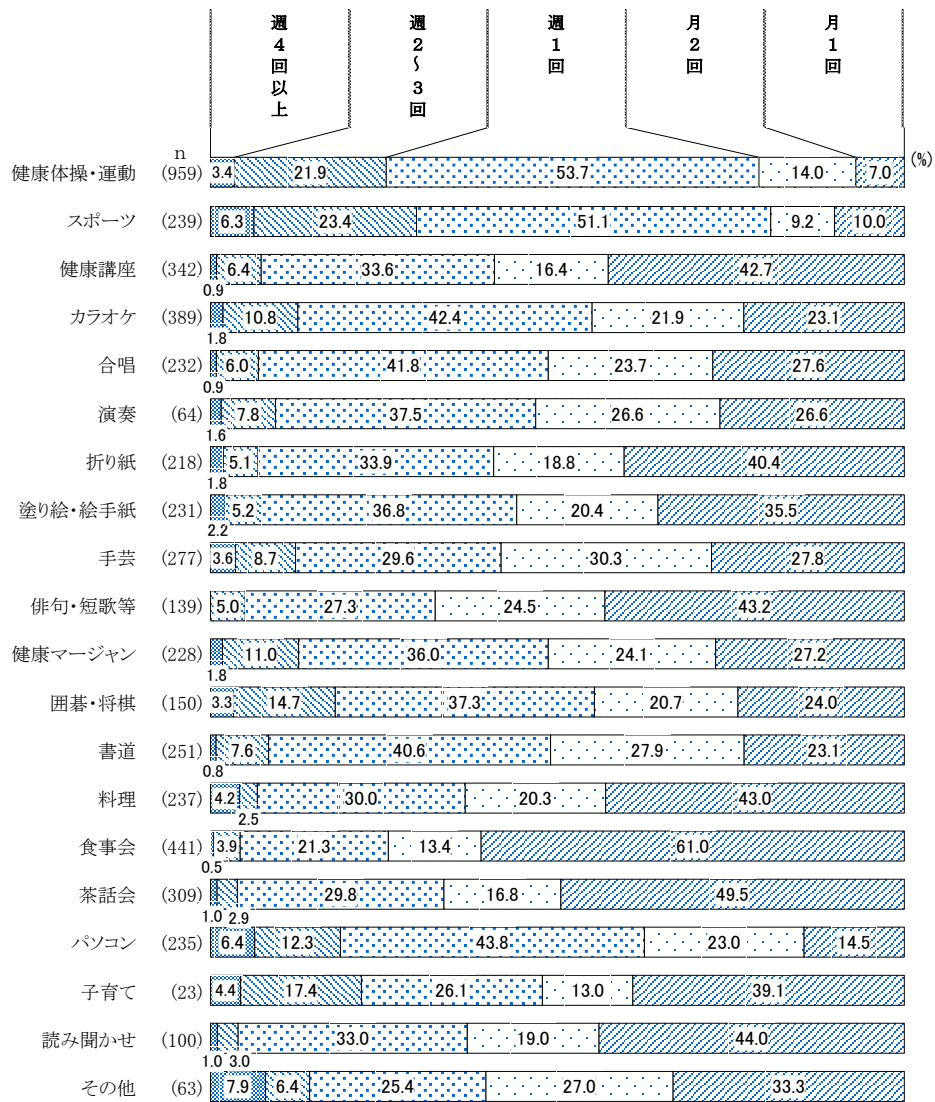 週4回以上 週2～3回 週1回 月2回 月1回
n
(%)
健康体操・運動 (959) 3.4 21.9 53.7 14.0 7.0
スポーツ (239) 6.3 23.4 51.1 9.2 10.0
健康講座 (342) 0.9 6.4 33.6 16.4 42.7
カラオケ (389) 1.8 10.8 42.4 21.9 23.1
合唱 (232) 0.9 6.0 41.8 23.7 27.6
演奏 (64) 1.6 7.8 37.5 26.6 26.6
折り紙 (218) 1.8 5.1 33.9 18.8 40.4
塗り絵・絵手紙 (231) 2.2 5.2 36.8 20.4 35.5
手芸 (277) 3.6 8.7 29.6 30.3 27.8
俳句・短歌等 (139) 5.0 27.3 24.5 43.2
健康マージャン (228) 1.8 11.0 36.0 24.1 27.2
囲碁・将棋 (150) 3.3 14.7 37.3 20.7 24.0
書道 (251) 0.8 7.6 40.6 27.9 23.1
料理 (237) 4.2 2.5 30.0 20.3 43.0
食事会 (441) 0.5 3.9 21.3 13.4 61.0
茶話会 (309) 1.0 2.9 29.8 16.8 49.5
パソコン (235) 6.4 12.3 43.8 23.0 14.5
子育て (23) 4.4 17.4 26.1 13.0 39.1
読み聞かせ (100) 1.0 3.0 33.0 19.0 44.0
その他 (63) 7.9 6.4 25.4 27.0 33.3